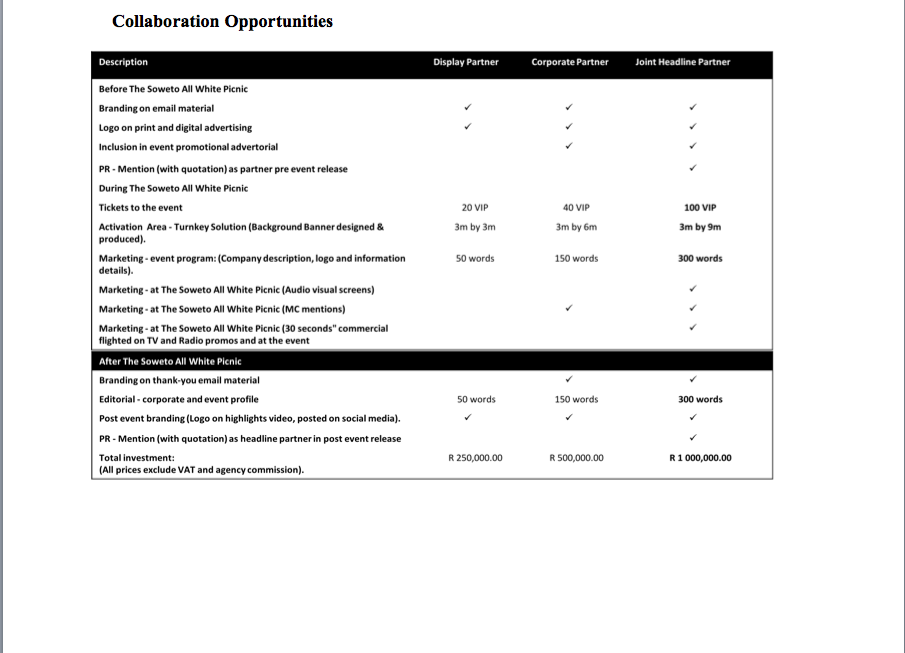 Collaboration Opportunities
Description Display Partner Corporate Partner Joint Headline Partner
Before The Soweto All White Picnic
Branding on email material ✓ ✓ ✓
Logo on print and digital advertising ✓ ✓ ✓
Inclusion in event promotional advertorial ✓ ✓
PR - Mention (with quotation) as partner pre event release ✓
During The Soweto All White Picnic
Tickets to the event 20 VIP 40 VIP 100 VIP
Activation Area - Turnkey Solution (Background Banner designed & 3m by 3m 3m by 6m 3m by 9m
produced).
Marketing - event program: (Company description, logo and information 50 words 150 words 300 words
details).
Marketing - at The Soweto All White Picnic (Audio visual screens) ✓
Marketing - at The Soweto All White Picnic (MC mentions) ✓ ✓
Marketing - at The Soweto All White Picnic (30 seconds" commercial ✓
flighted on TV and Radio promos and at the event
After The Soweto All White Picnic
Branding on thank-you email material ✓ ✓
Editorial - corporate and event profile 50 words 150 words 300 words
Post event branding (Logo on highlights video, posted on social media). ✓ ✓ ✓
PR - Mention (with quotation) as headline partner in post event release ✓
Total investment: R 250,000.00 R 500,000.00 R 1 000,000.00
(All prices exclude VAT and agency commission).